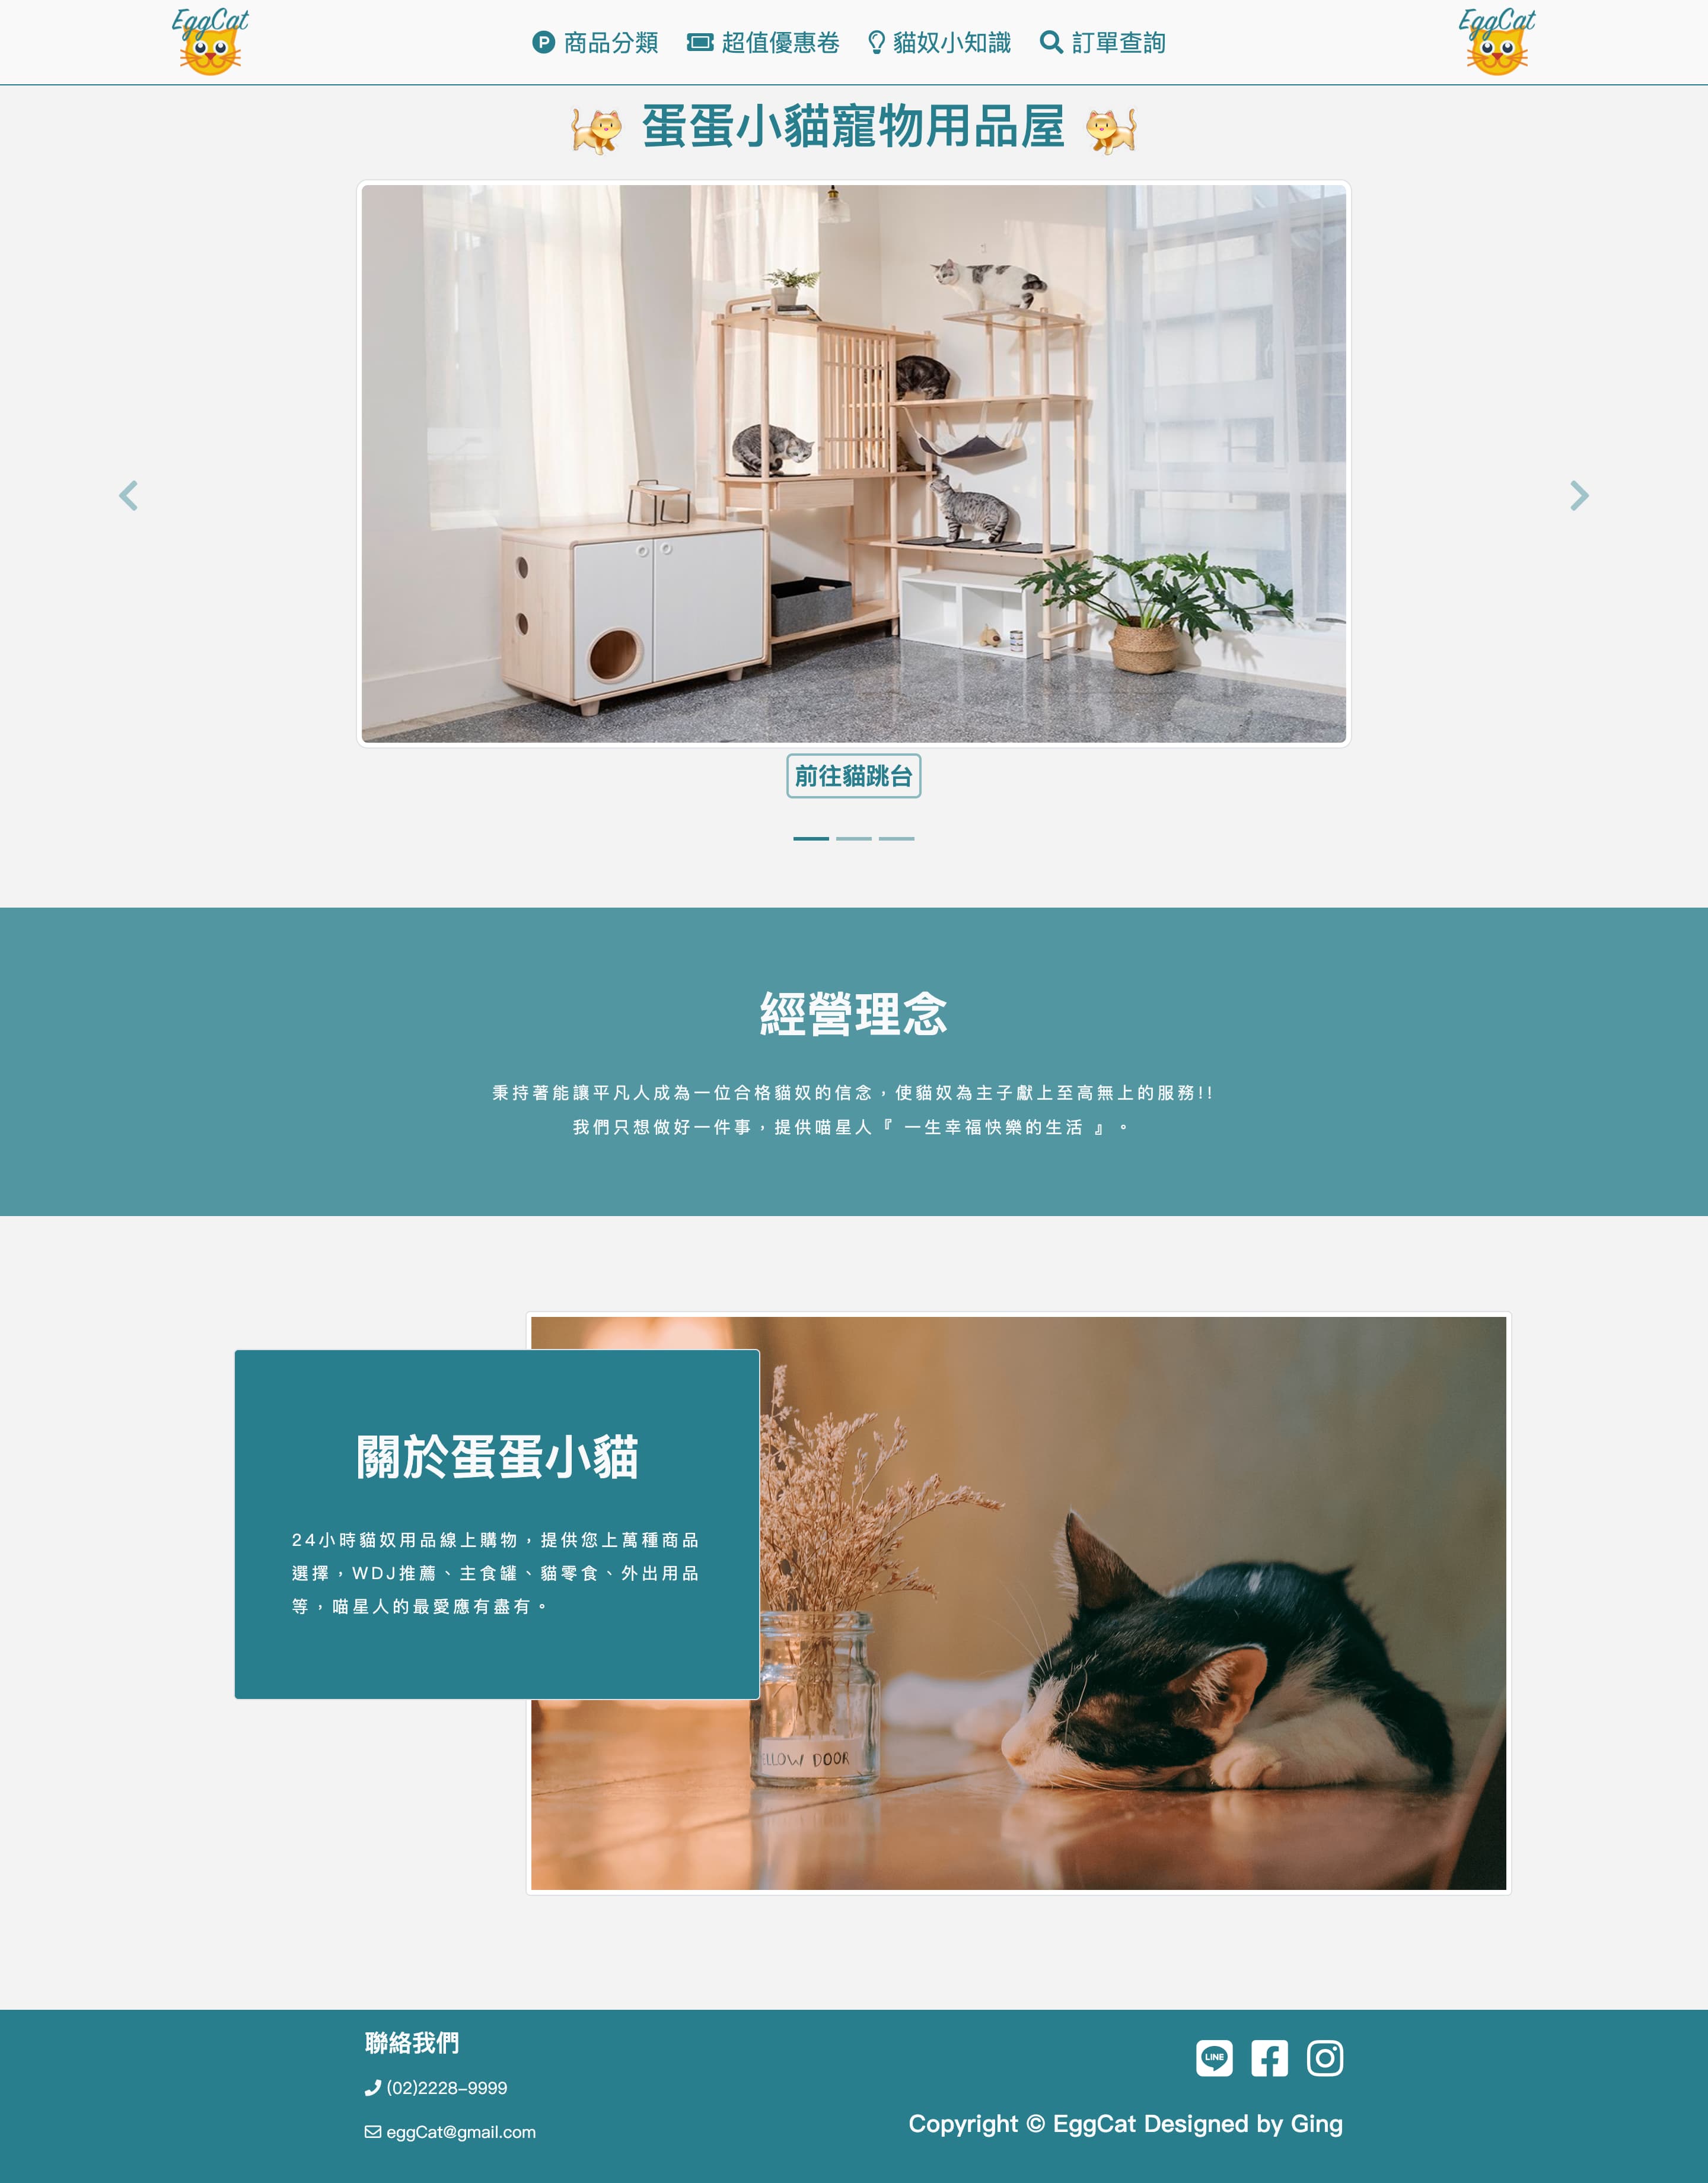 EggCat
商品分類
超值優惠卷
貓奴小知識
訂單查詢
EggCat
蛋蛋小貓寵物用品屋
前往貓跳台
經營理念
秉持著能讓平凡人成為一位合格貓奴的信念，使貓奴為主子獻上至高無上的服務!!
我們只想做好一件事，提供喵星人『 一生幸福快樂的生活 』。
關於蛋蛋小貓
24小時貓奴用品線上購物，提供您上萬種商品
選擇，WDJ推薦、主食罐、貓零食、外出用品
等，喵星人的最愛應有盡有。
ELLOW DOOR
聯絡我們
(02)2228-9999
eggCat@gmail.com
LINE
Copyright © EggCat Designed by Ging